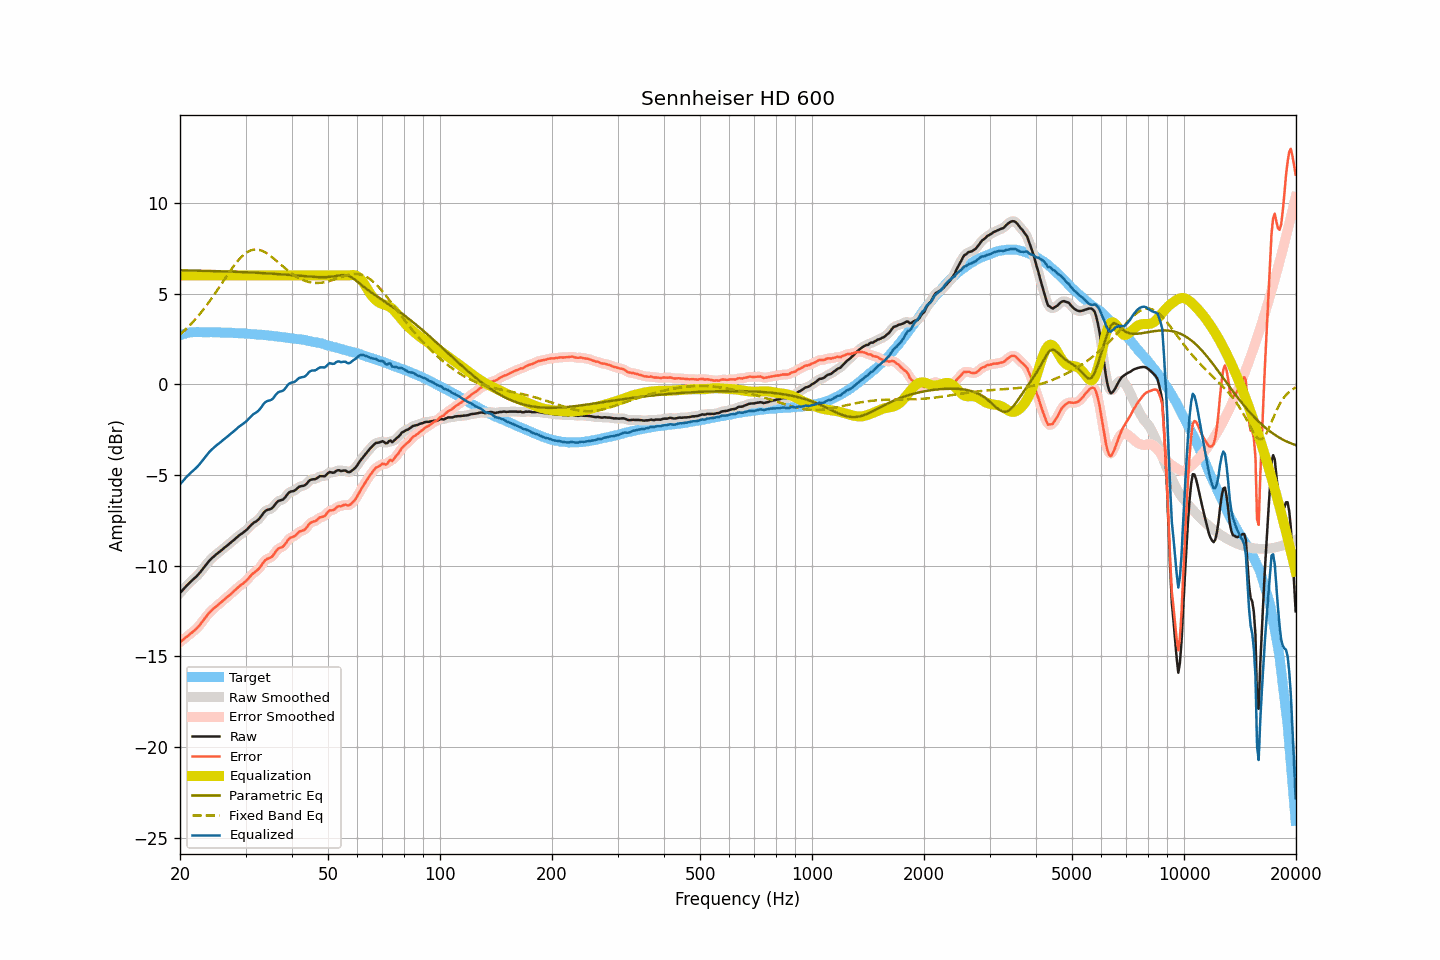 Sennheiser HD 600
10
5
0
−5
−10
−15
−20
−25
Amplitude (dBr)
Target
Raw Smoothed
Error Smoothed
Raw
Error
Equalization
Parametric Eq
Fixed Band Eq
Equalized
20 50 100 200 500 1000 2000 5000 10000 20000
Frequency (Hz)